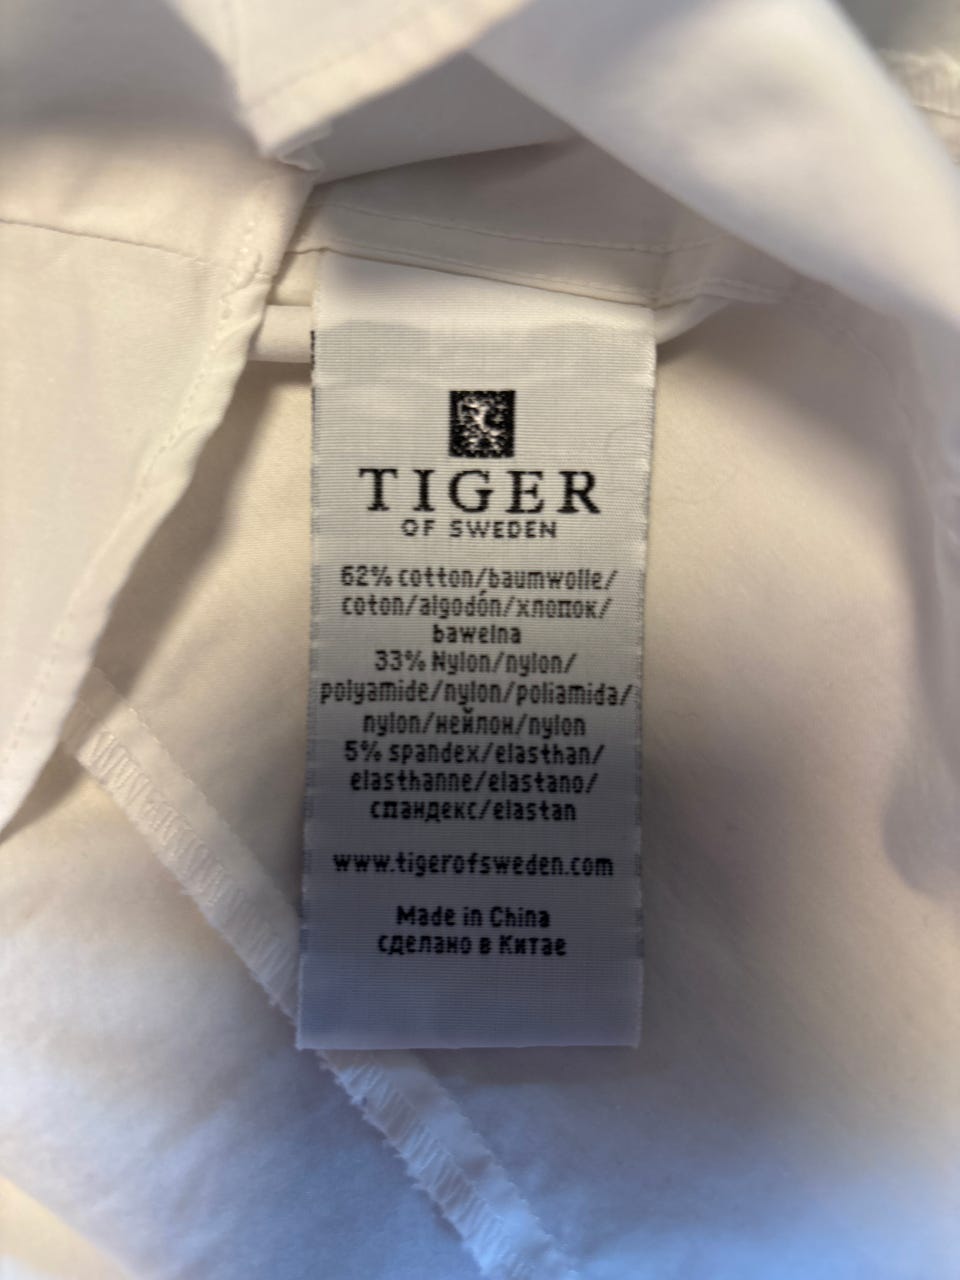 TIGER
OF SWEDEN
62% cotton/baumwolle/
coton/algodón/хлопок/
bawelna
33% Nylon/nylon/
polyamide/nylon/poliamida/
nylon/нейлон/nylon
5% spandex/elasthan/
elasthanne/elastano/
спандекс/elastan
www.tigerofsweden.com
Made in China
сделано в Китае